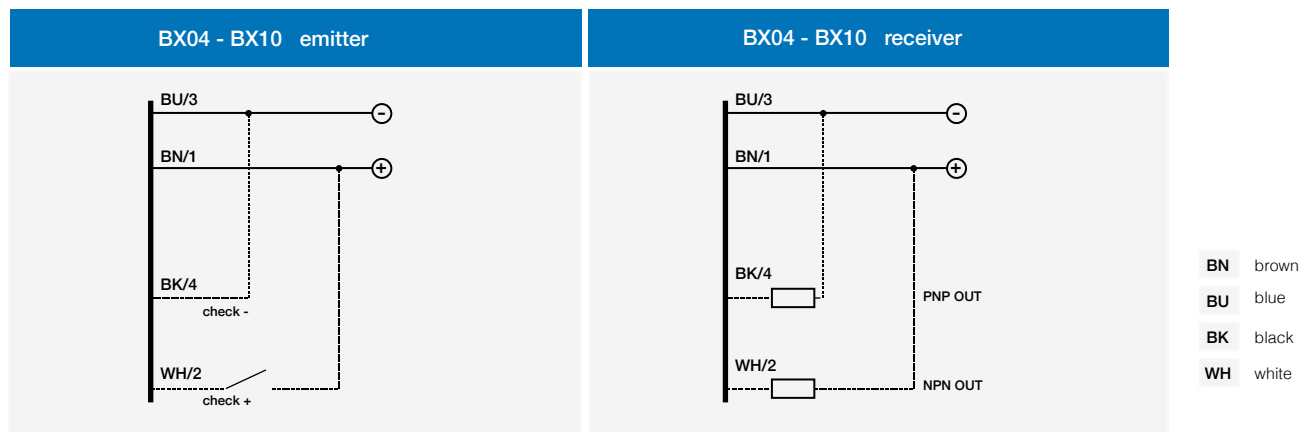 BX04 - BX10 emitter
BU/3
-
BN/1
+
BK/4
check -
WH/2
check +
BX04 - BX10 receiver
BU/3
-
BN/1
+
BK/4
PNP OUT
WH/2
NPN OUT
BN brown
BU blue
BK black
WH white